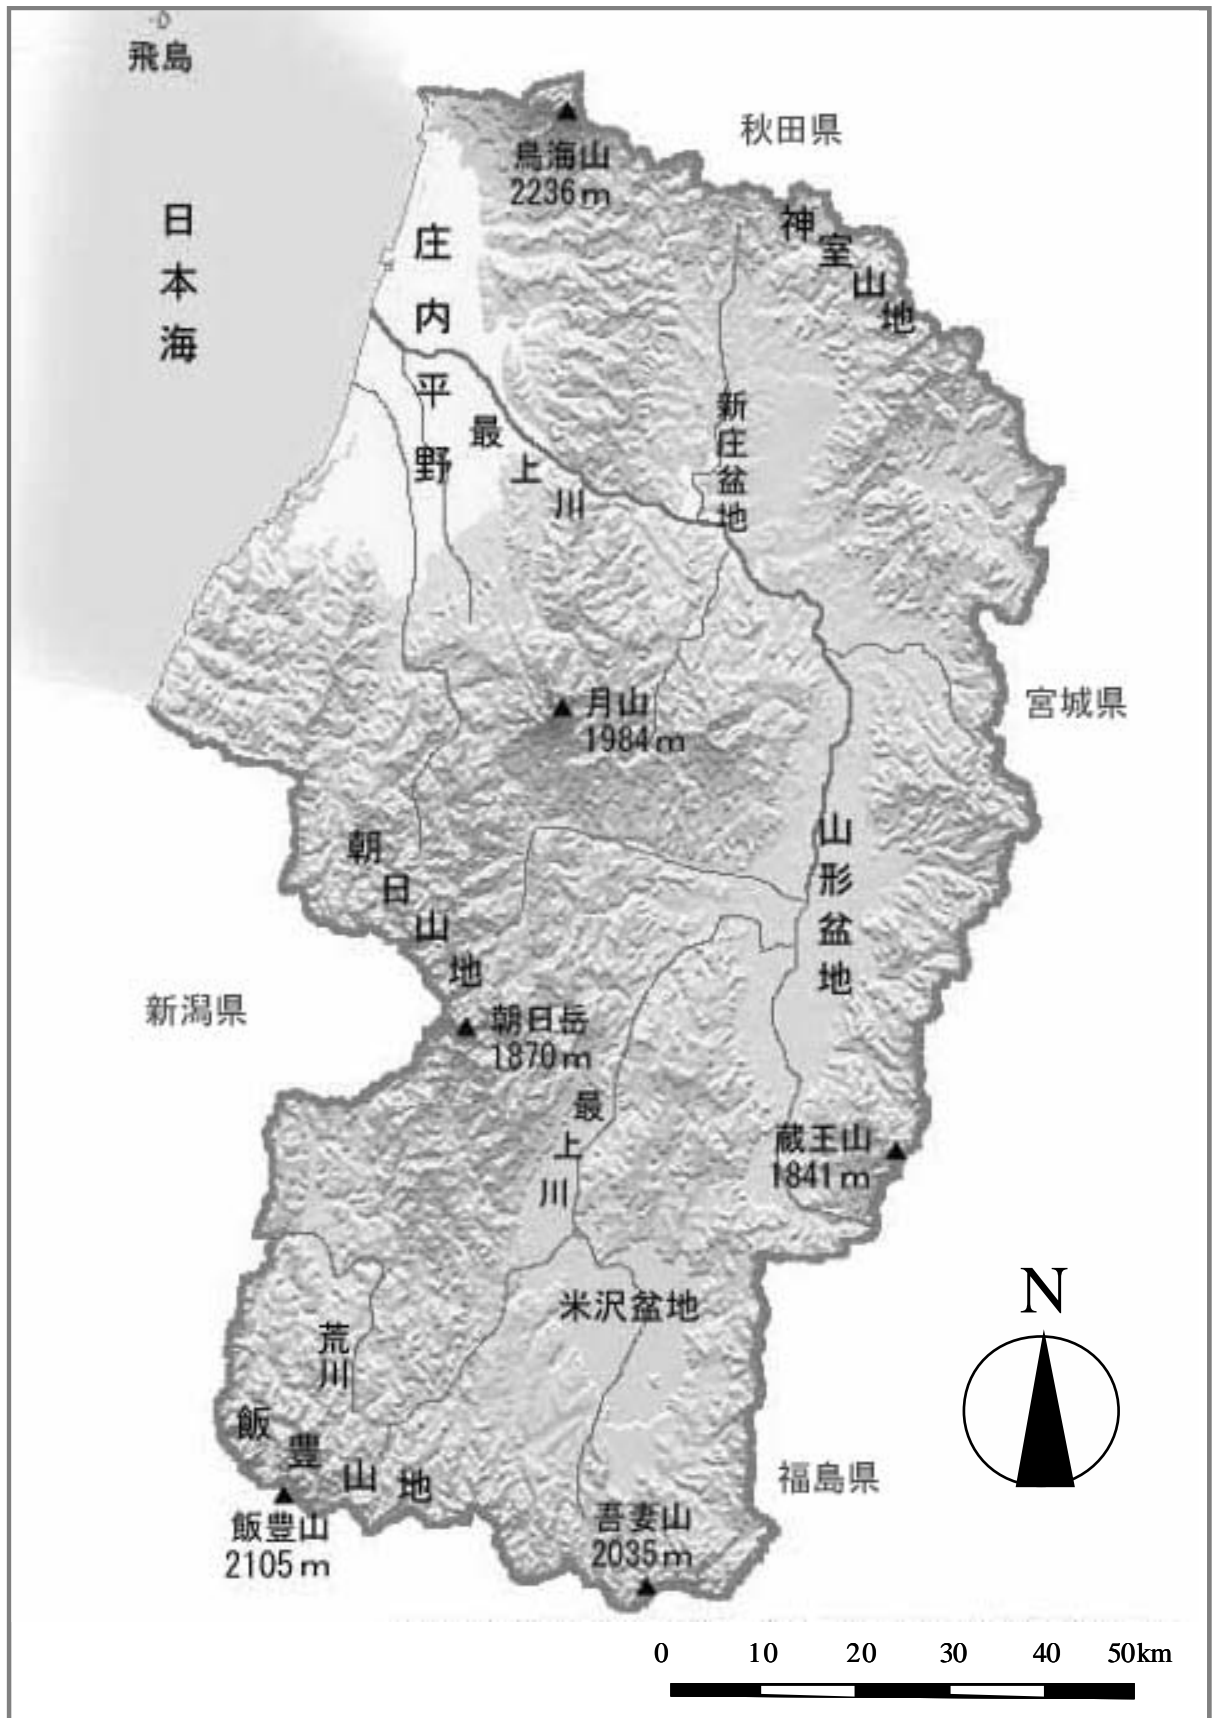 飛島
秋田県
鳥海山
2236m
日本海
庄内平野
神室山地
新庄盆地
最上川
月山
1984m
宮城県
山形盆地
朝日山地
新潟県
朝日岳
1870m
最上川
蔵王山
1841m
米沢盆地
N
荒川
飯豊山地
福島県
飯豊山
2105m
吾妻山
2035m
0 10 20 30 40 50km